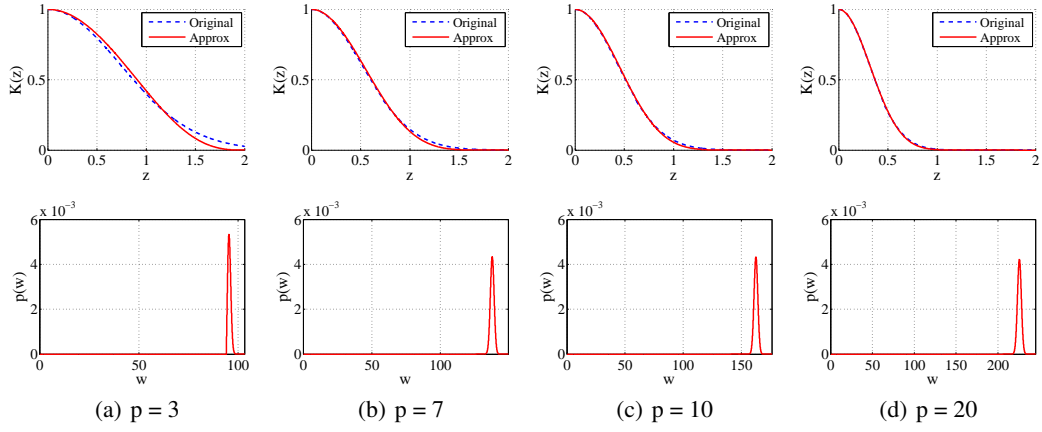 Original
Approx
K(z)
1
0.5
0
0 0.5 1 1.5 2
z
Original
Approx
K(z)
1
0.5
0
0 0.5 1 1.5 2
z
Original
Approx
K(z)
1
0.5
0
0 0.5 1 1.5 2
z
Original
Approx
K(z)
1
0.5
0
0 0.5 1 1.5 2
z
x 10⁻³
p(w)
6
4
2
0
0 50 100
w
x 10⁻³
p(w)
6
4
2
0
0 50 100
w
x 10⁻³
p(w)
6
4
2
0
0 50 100 150
w
x 10⁻³
p(w)
6
4
2
0
0 50 100 150 200
w
(a) p = 3
(b) p = 7
(c) p = 10
(d) p = 20